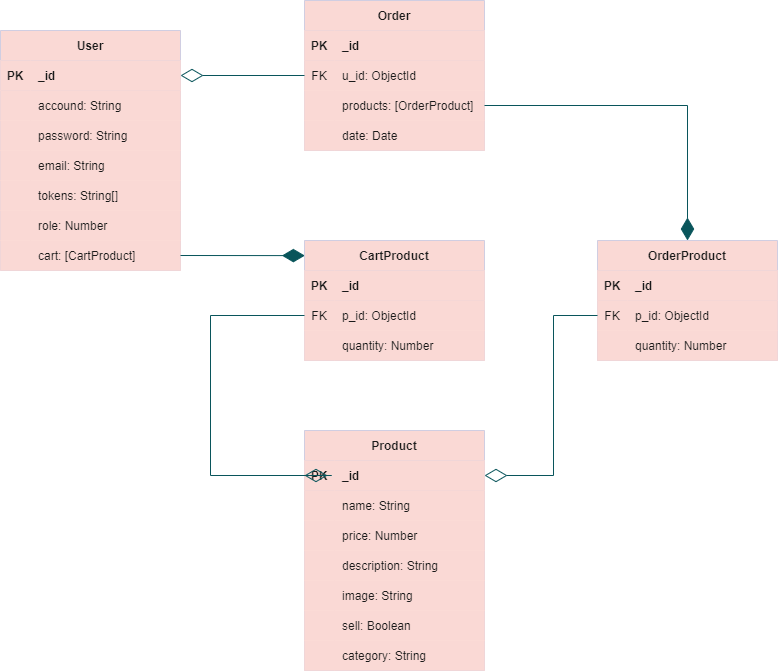 User
PK _id
accound: String
password: String
email: String
tokens: String[]
role: Number
cart: [CartProduct]
Order
PK _id
FK u_id: ObjectId
products: [OrderProduct]
date: Date
CartProduct
PK _id
FK p_id: ObjectId
quantity: Number
OrderProduct
PK _id
FK p_id: ObjectId
quantity: Number
Product
PK _id
name: String
price: Number
description: String
image: String
sell: Boolean
category: String